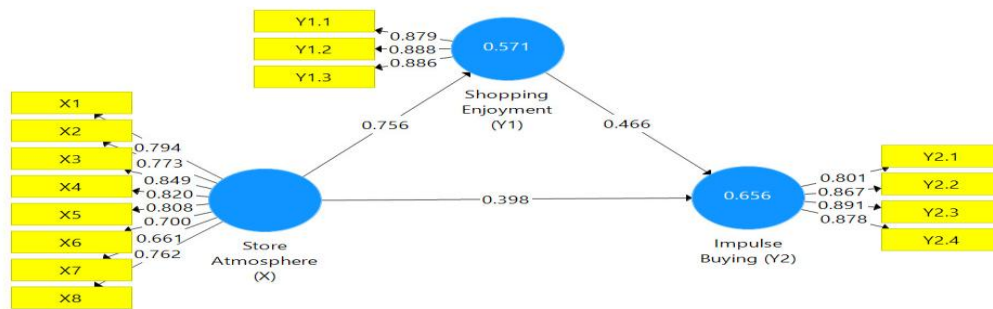 Y1.1
Y1.2
Y1.3
0.879
0.888
0.886
0.571
Shopping
Enjoyment
(Y1)
X1
X2
X3
X4
X5
X6
X7
X8
0.794
0.773
0.849
0.820
0.808
0.700
0.661
0.762
0.756
0.466
0.398
Store
Atmosphere
(X)
0.656
Impulse
Buying (Y2)
0.801
0.867
0.891
0.878
Y2.1
Y2.2
Y2.3
Y2.4